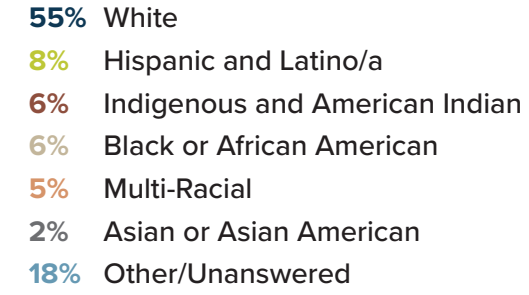 55% White
8% Hispanic and Latino/a
6% Indigenous and American Indian
6% Black or African American
5% Multi-Racial
2% Asian or Asian American
18% Other/Unanswered